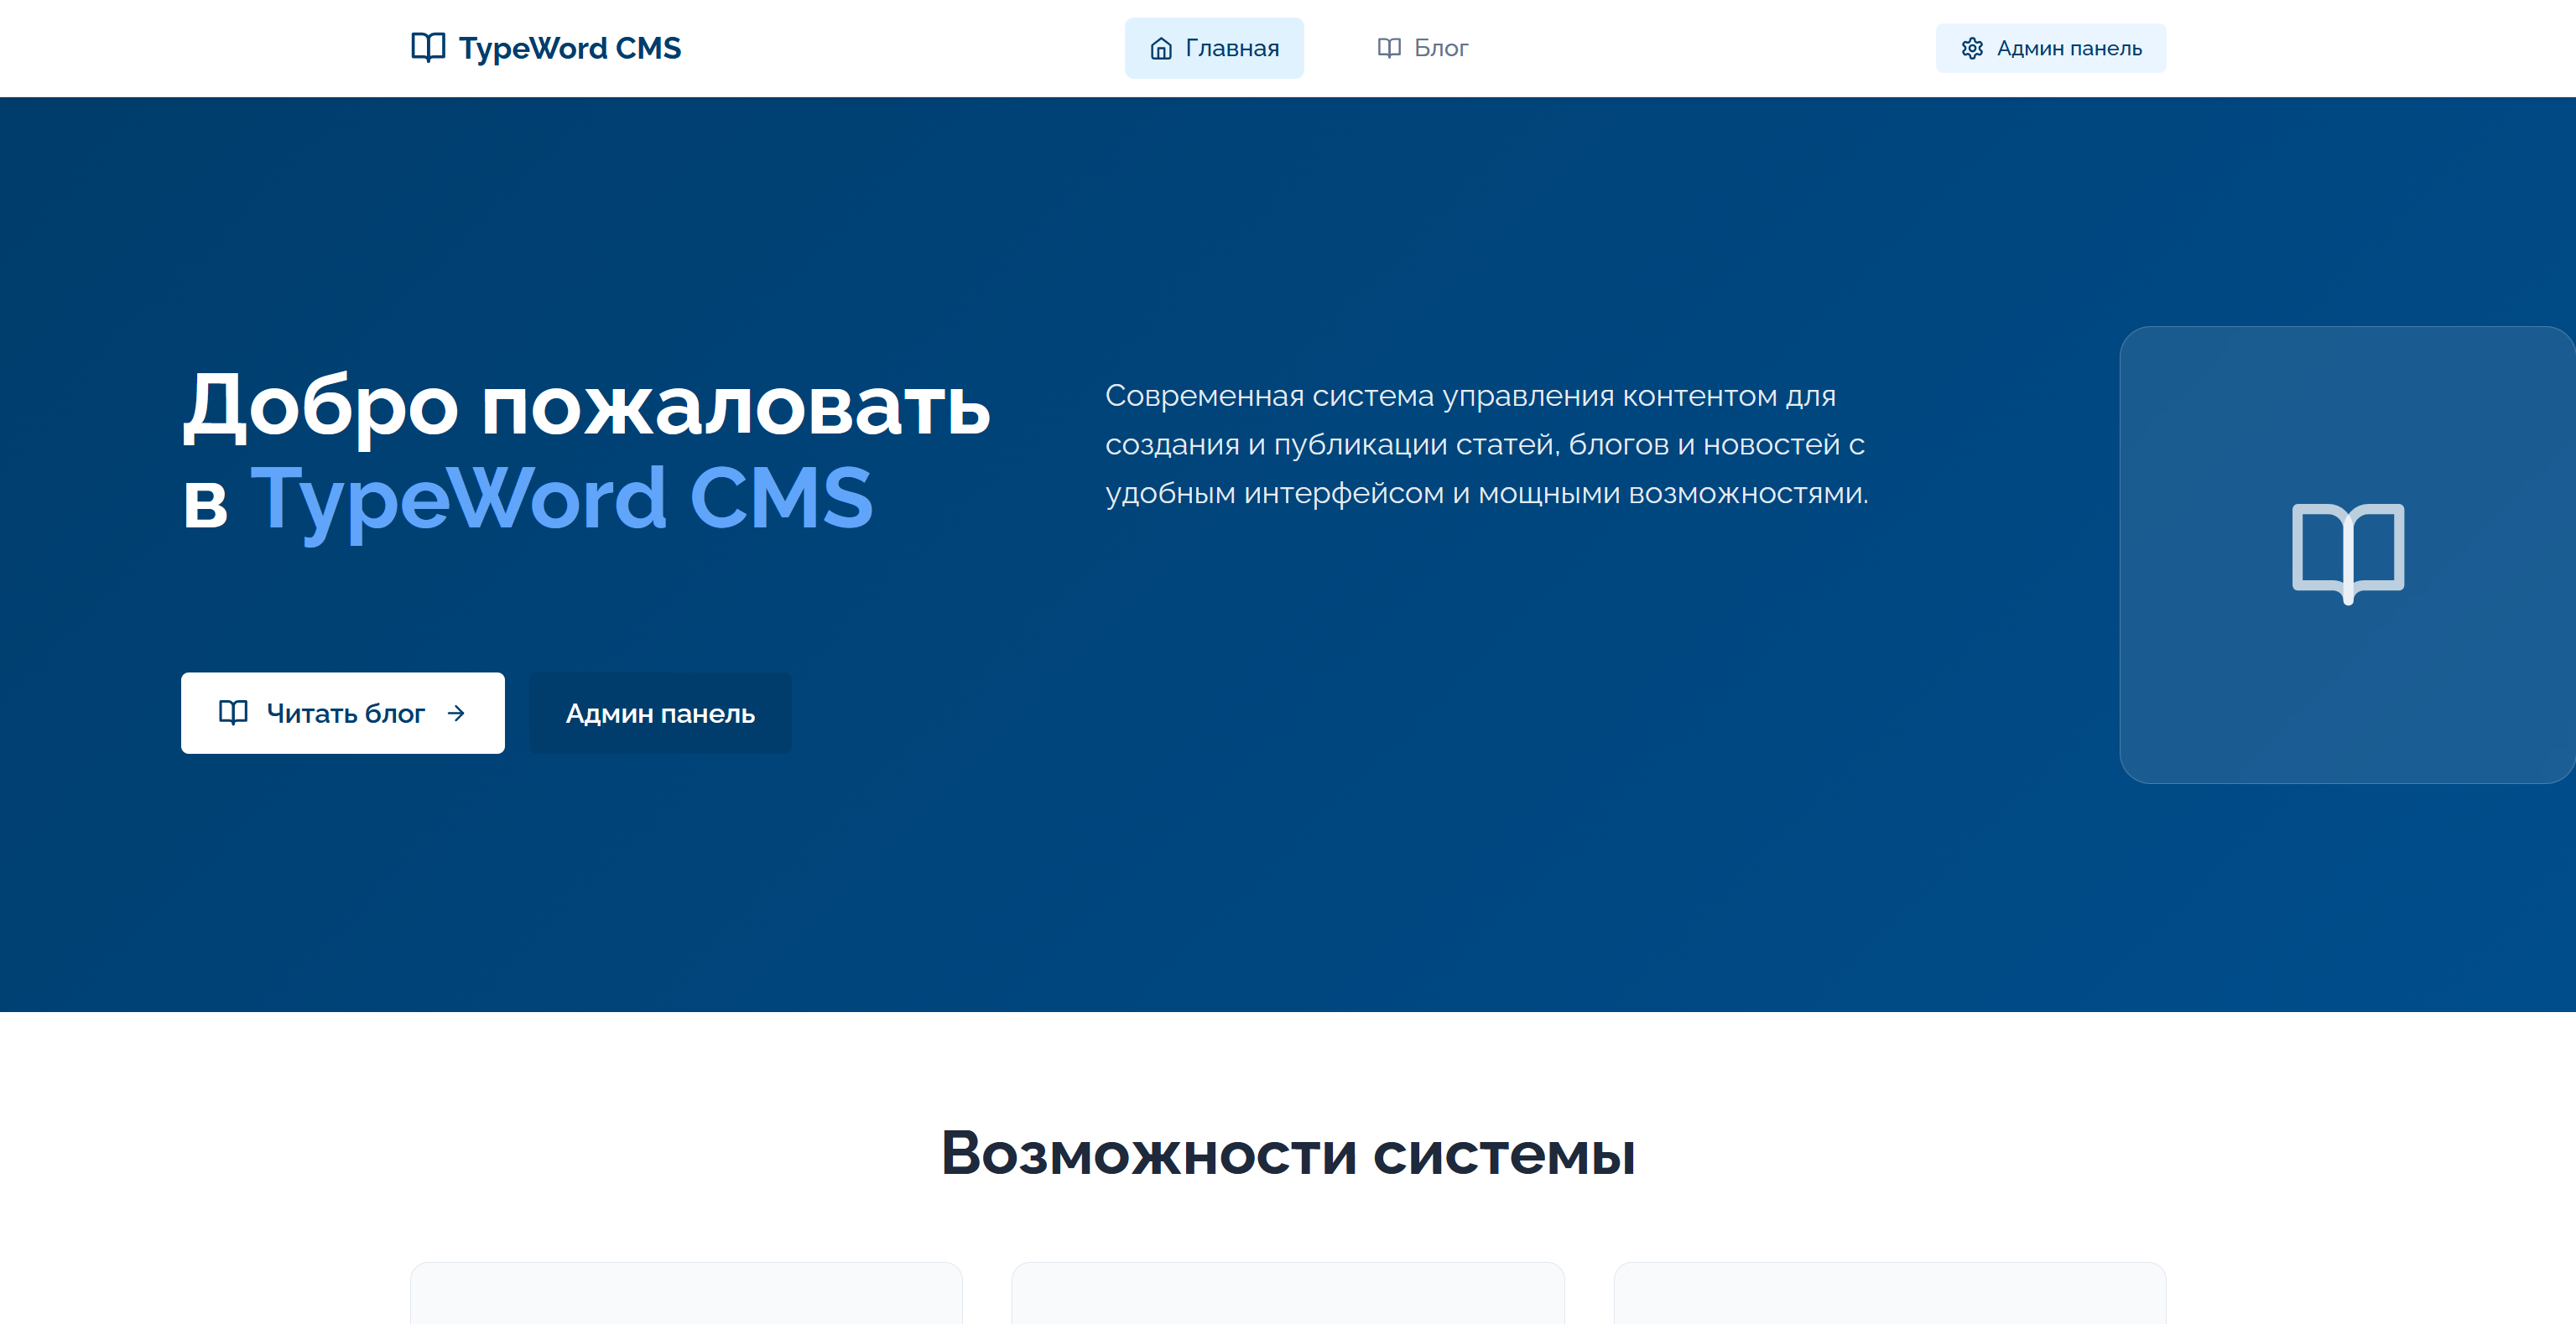 TypeWord CMS
Главная
Блог
Админ панель
Добро пожаловать
в TypeWord CMS
Современная система управления контентом для
создания и публикации статей, блогов и новостей с
удобным интерфейсом и мощными возможностями.
Читать блог
Админ панель
Возможности системы